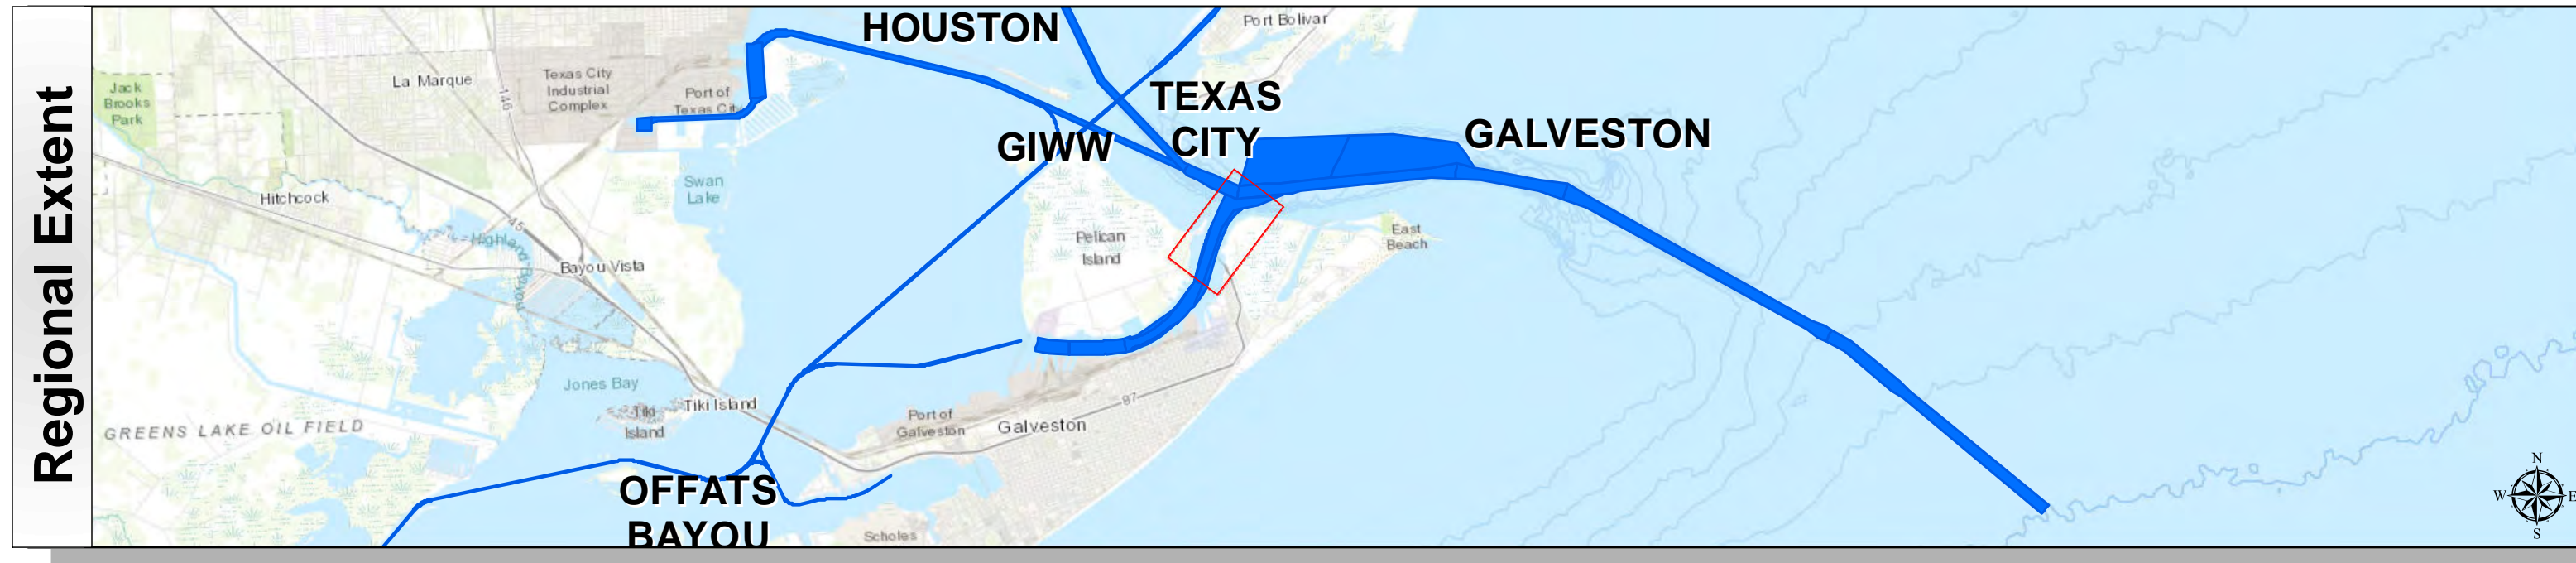 Regional Extent
HOUSTON
Port Bolivar
La Marque
146
Texas City
Industrial
Complex
Port of
Texas City
Jack
Brooks
Park
TEXAS
CITY
GIWW
GALVESTON
Swan
Lake
Hitchcock
45
Highland Bayou
Bayou Vista
Pelican
Island
East
Beach
Jones Bay
Tiki
Island
Tiki Island
GREENS LAKE OIL FIELD
Port of
Galveston
Galveston
87
OFFATS
BAYOU
Scholes
N
W
E
S